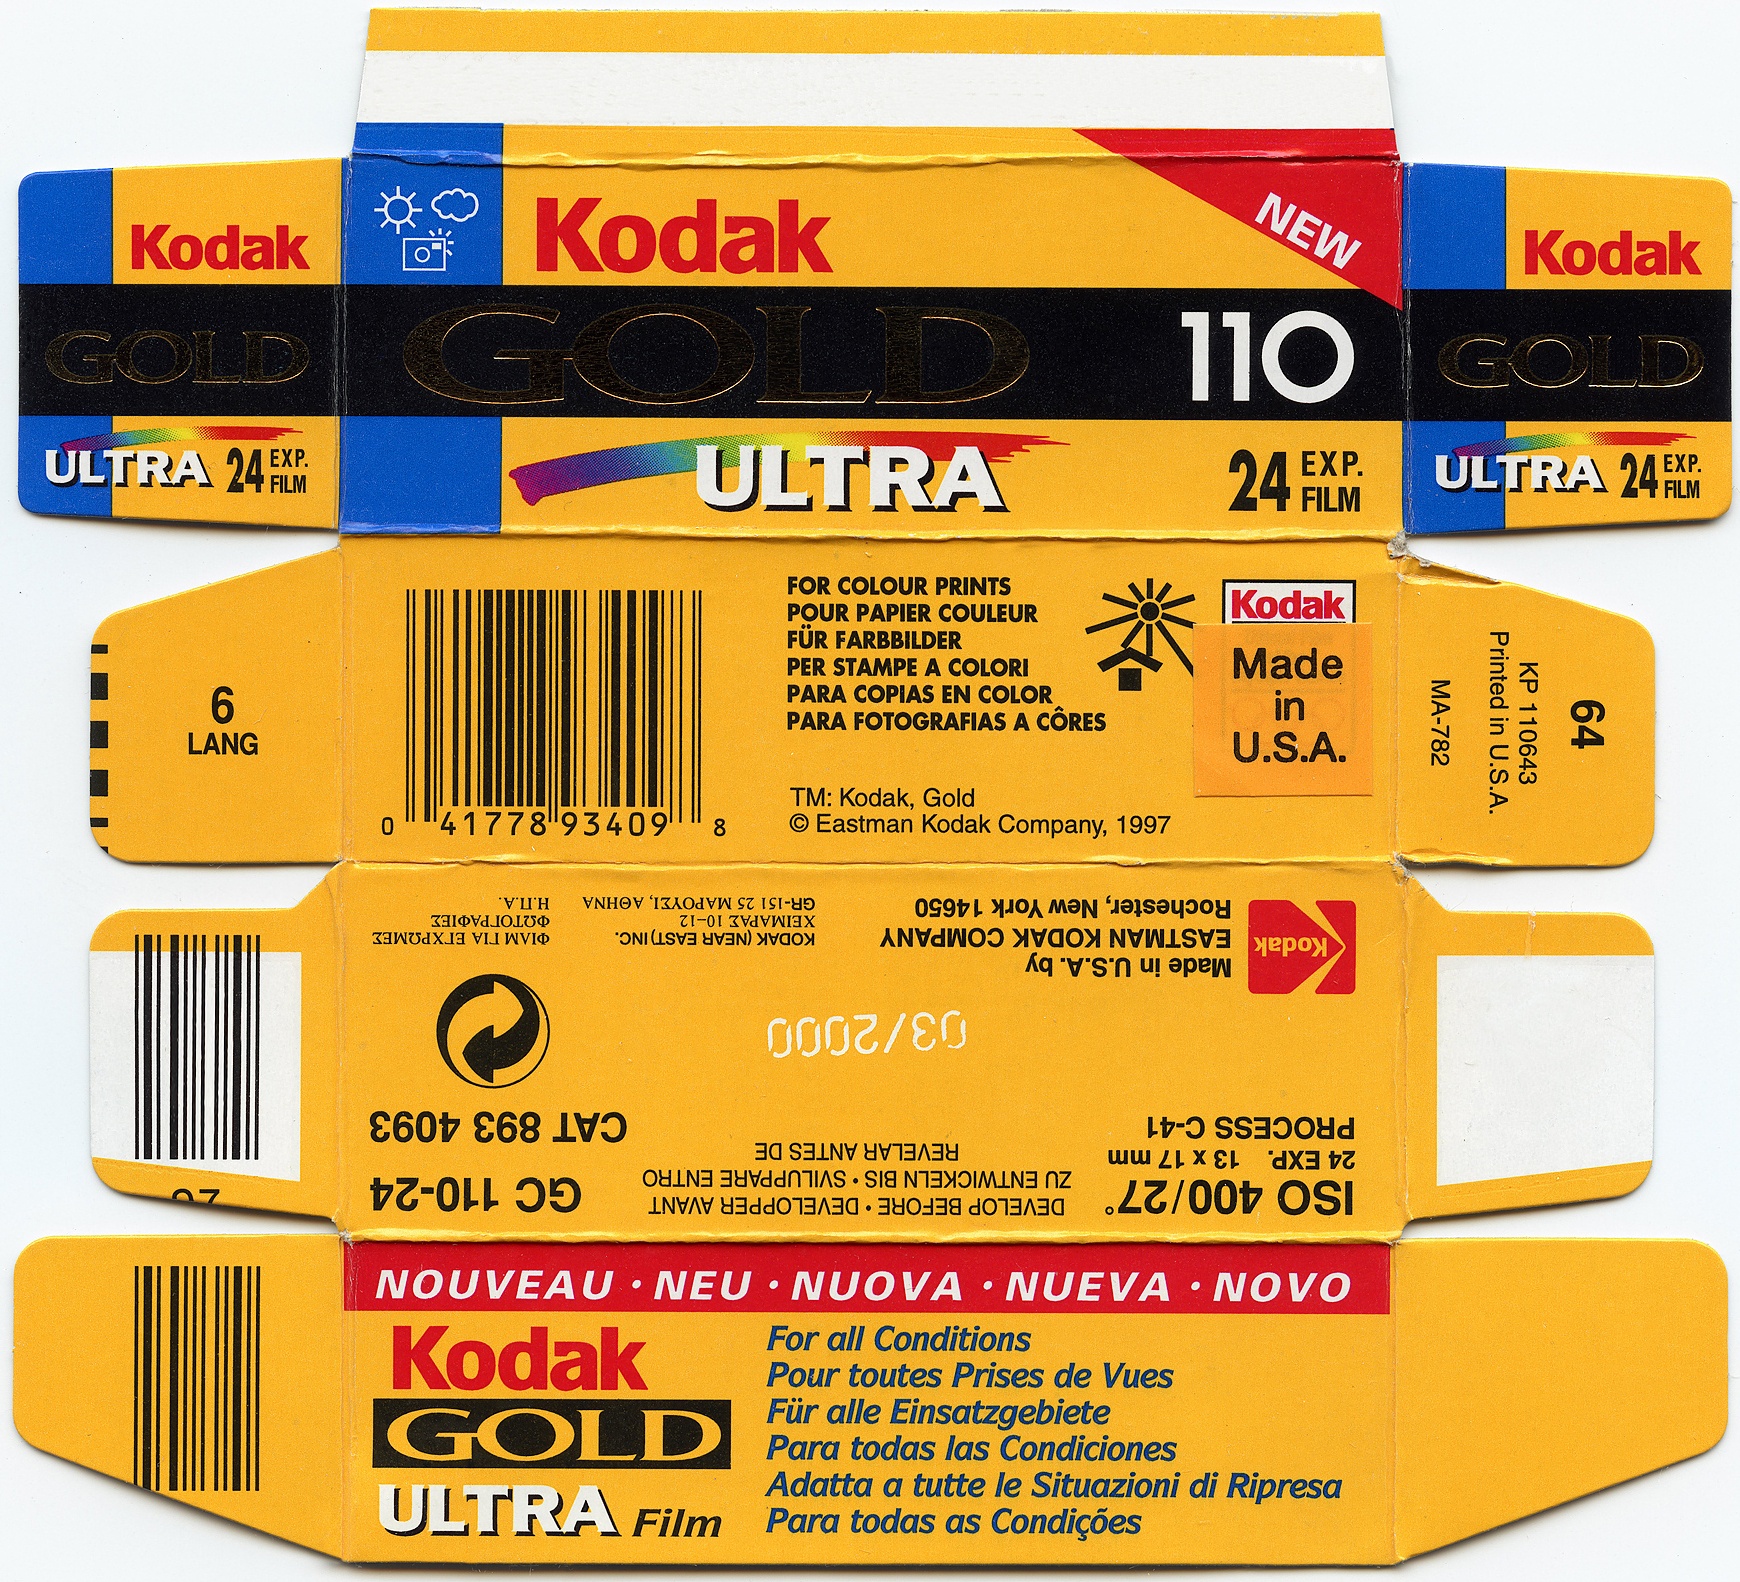 Kodak
GOLD
ULTRA 24 EXP. FILM
Kodak
NEW
GOLD 110
ULTRA 24 EXP. FILM
Kodak
GOLD
ULTRA 24 EXP. FILM
6
LANG
0 41778 93409 8
FOR COLOUR PRINTS
POUR PAPIER COULEUR
FÜR FARBBILDER
PER STAMPE A COLORI
PARA COPIAS EN COLOR
PARA FOTOGRAFIAS A CÔRES
TM: Kodak, Gold
© Eastman Kodak Company, 1997
Kodak
Made
in
U.S.A.
64
KP 110643
Printed in U.S.A.
MA-782
ISO 400/27°
24 EXP. 13 x 17 mm
PROCESS C-41
DEVELOP BEFORE • DEVELOPPER AVANT
ZU ENTWICKELN BIS • SVILUPPARE ENTRO
REVELAR ANTES DE
GC 110-24
CAT 893 4093
03/2000
Kodak
Made in U.S.A. by
EASTMAN KODAK COMPANY
Rochester, New York 14650
KODAK (NEAR EAST) INC.
ΧΕΙΜΑΡΑΣ 10–12
GR-151 25 ΜΑΡΟΥΣΙ, ΑΘΗΝΑ
ΦΙΛΜ ΓΙΑ ΕΓΧΡΩΜΕΣ
ΦΩΤΟΓΡΑΦΙΕΣ
Η.Π.Α.
NOUVEAU · NEU · NUOVA · NUEVA · NOVO
Kodak
GOLD
ULTRA Film
For all Conditions
Pour toutes Prises de Vues
Für alle Einsatzgebiete
Para todas las Condiciones
Adatta a tutte le Situazioni di Ripresa
Para todas as Condições